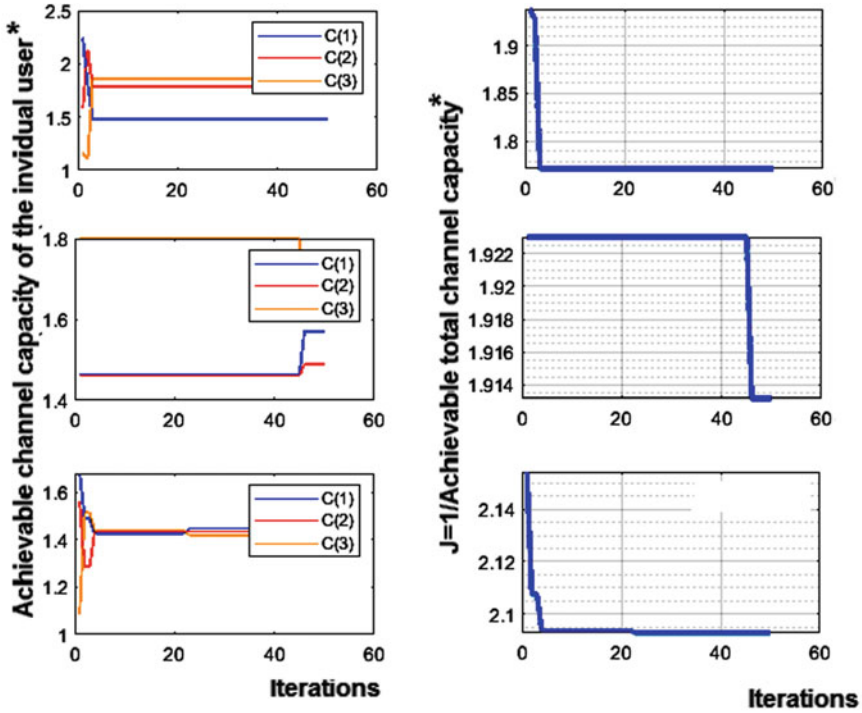 Achievable channel capacity of the invidual user*
2.5
2
1.5
1
0 20 40 60
C(1)
C(2)
C(3)
1.8
1.6
1.4
0 20 40 60
C(1)
C(2)
C(3)
1.6
1.4
1.2
1
0 20 40 60
C(1)
C(2)
C(3)
Iterations
J=1/Achievable total channel capacity*
1.9
1.85
1.8
0 20 40 60
1.922
1.92
1.918
1.916
1.914
0 20 40 60
2.14
2.12
2.1
0 20 40 60
Iterations